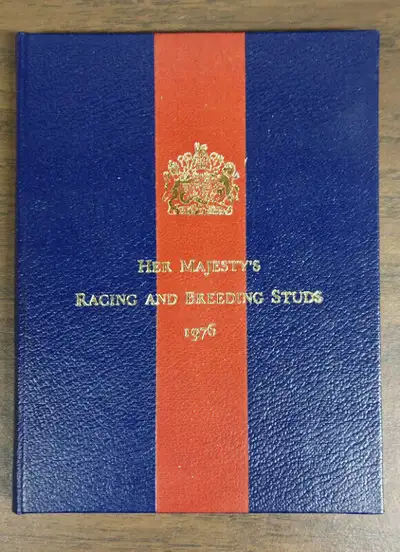 HER MAJESTY'S
RACING AND BREEDING STUDS
1976